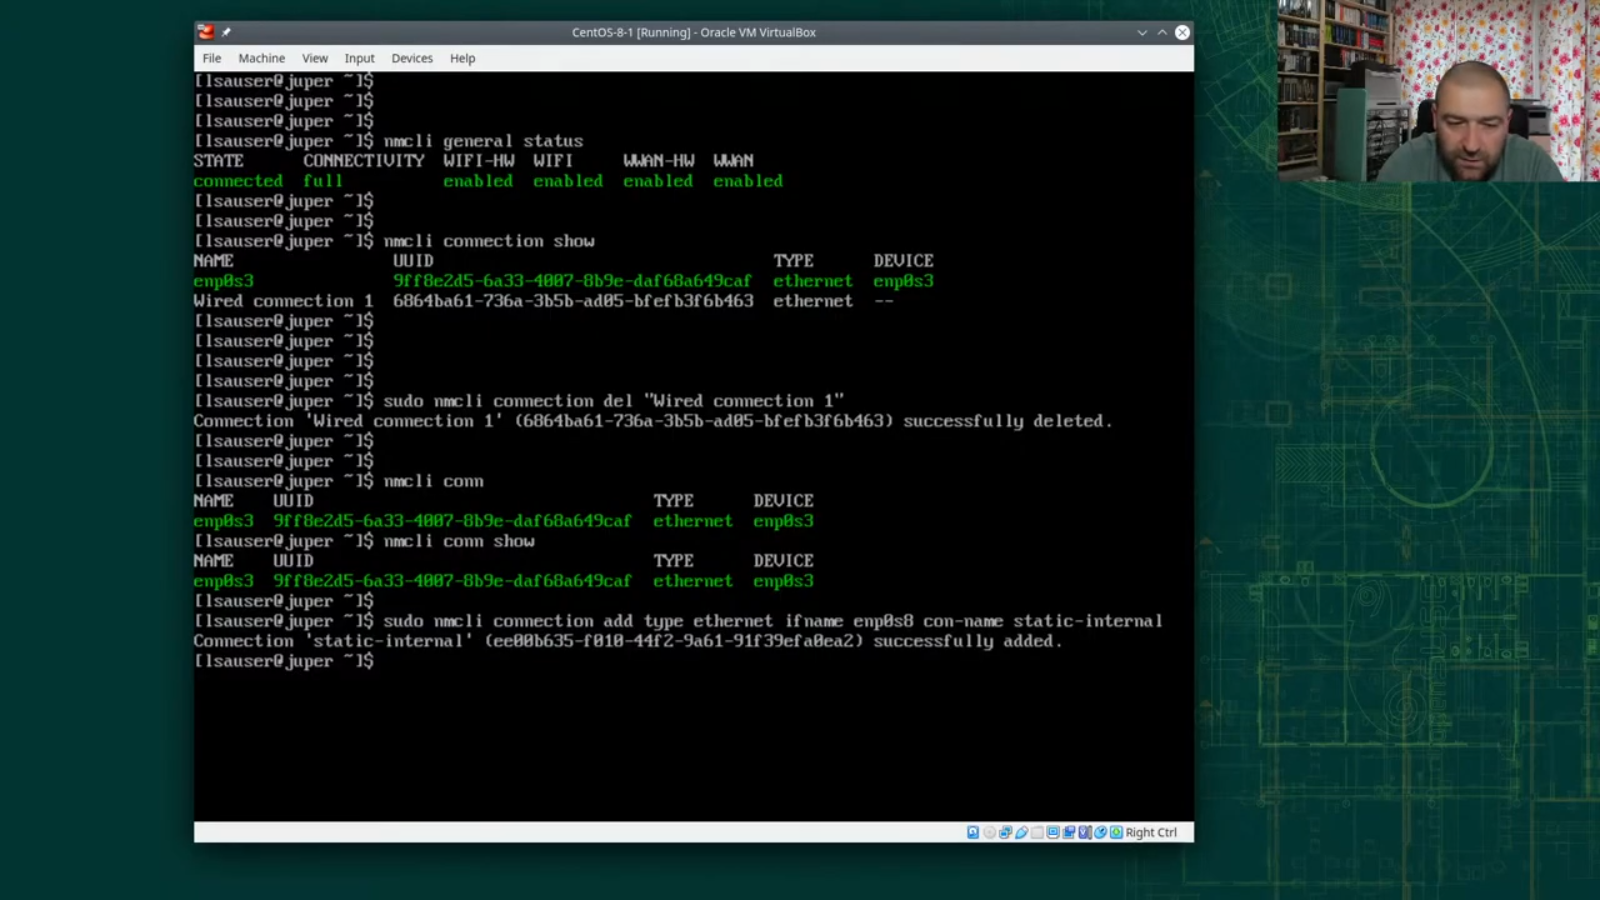 CentOS-8-1 [Running] - Oracle VM VirtualBox
File Machine View Input Devices Help
[lsauser@juper ~]$
[lsauser@juper ~]$
[lsauser@juper ~]$
[lsauser@juper ~]$ nmcli general status
STATE CONNECTIVITY WIFI-HW WIFI WWAN-HW WWAN
connected full enabled enabled enabled enabled
[lsauser@juper ~]$
[lsauser@juper ~]$
[lsauser@juper ~]$ nmcli connection show
NAME UUID TYPE DEVICE
enp0s3 9ff8e2d5-6a33-4007-8b9e-daf68a649caf ethernet enp0s3
Wired connection 1 6864ba61-736a-3b5b-ad05-bfefb3f6b463 ethernet --
[lsauser@juper ~]$
[lsauser@juper ~]$
[lsauser@juper ~]$
[lsauser@juper ~]$
[lsauser@juper ~]$ sudo nmcli connection del "Wired connection 1"
Connection 'Wired connection 1' (6864ba61-736a-3b5b-ad05-bfefb3f6b463) successfully deleted.
[lsauser@juper ~]$
[lsauser@juper ~]$
[lsauser@juper ~]$ nmcli conn
NAME UUID TYPE DEVICE
enp0s3 9ff8e2d5-6a33-4007-8b9e-daf68a649caf ethernet enp0s3
[lsauser@juper ~]$ nmcli conn show
NAME UUID TYPE DEVICE
enp0s3 9ff8e2d5-6a33-4007-8b9e-daf68a649caf ethernet enp0s3
[lsauser@juper ~]$
[lsauser@juper ~]$ sudo nmcli connection add type ethernet ifname enp0s8 con-name static-internal
Connection 'static-internal' (ee00b635-f010-44f2-9a61-91f39efa0ea2) successfully added.
[lsauser@juper ~]$
Right Ctrl